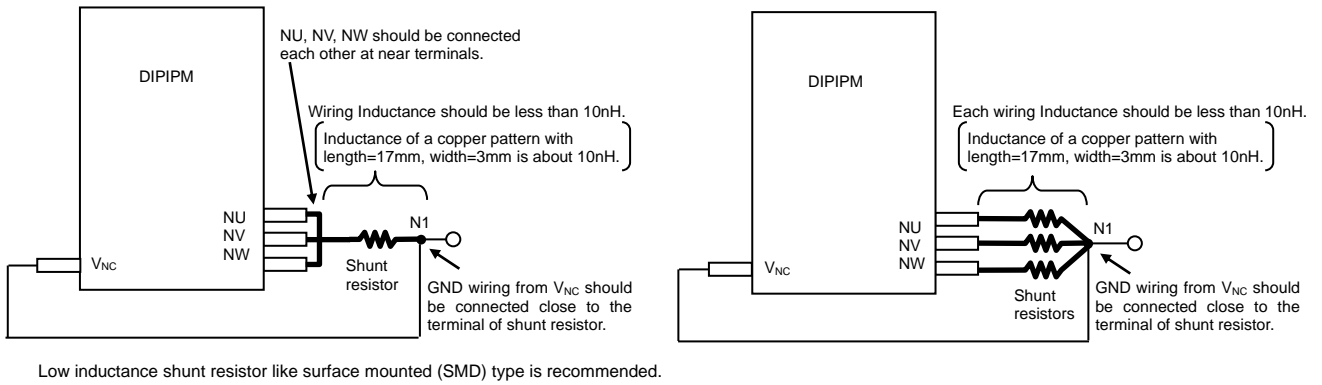 NU, NV, NW should be connected
each other at near terminals.
DIPIPM
Wiring Inductance should be less than 10nH.
Inductance of a copper pattern with
length=17mm, width=3mm is about 10nH.
NU
NV
NW
N1
VNC
Shunt
resistor
GND wiring from VNC should
be connected close to the
terminal of shunt resistor.
DIPIPM
Each wiring Inductance should be less than 10nH.
Inductance of a copper pattern with
length=17mm, width=3mm is about 10nH.
NU
NV
NW
N1
VNC
Shunt
resistors
GND wiring from VNC should
be connected close to the
terminal of shunt resistor.
Low inductance shunt resistor like surface mounted (SMD) type is recommended.